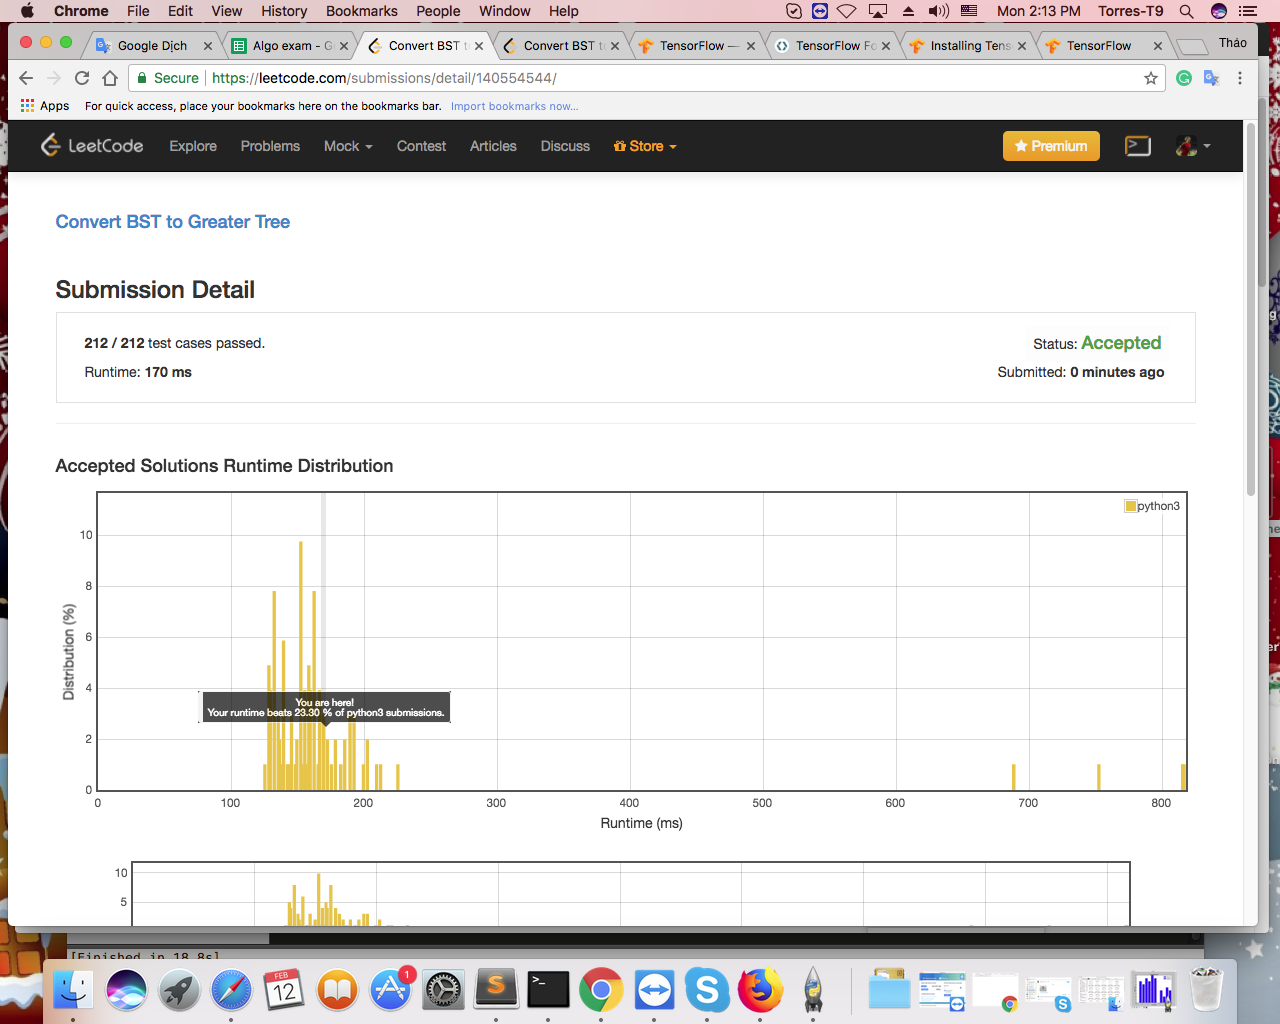 Chrome File Edit View History Bookmarks People Window Help Mon 2:13 PM Torres-T9
Google Dịch Algo exam - G Convert BST t Convert BST to TensorFlow — TensorFlow Fo Installing Tens TensorFlow Thảo
Secure https://leetcode.com/submissions/detail/140554544/
Apps For quick access, place your bookmarks here on the bookmarks bar. Import bookmarks now...
LeetCode Explore Problems Mock Contest Articles Discuss Store Premium
Convert BST to Greater Tree
Submission Detail
212 / 212 test cases passed.
Status: Accepted
Runtime: 170 ms
Submitted: 0 minutes ago
Accepted Solutions Runtime Distribution
python3
10
8
6
4
2
0
Distribution (%)
You are here!
Your runtime beats 23.30 % of python3 submissions.
0 100 200 300 400 500 600 700 800
Runtime (ms)
10
5
[Finished in 18.8s]
FEB
12
1